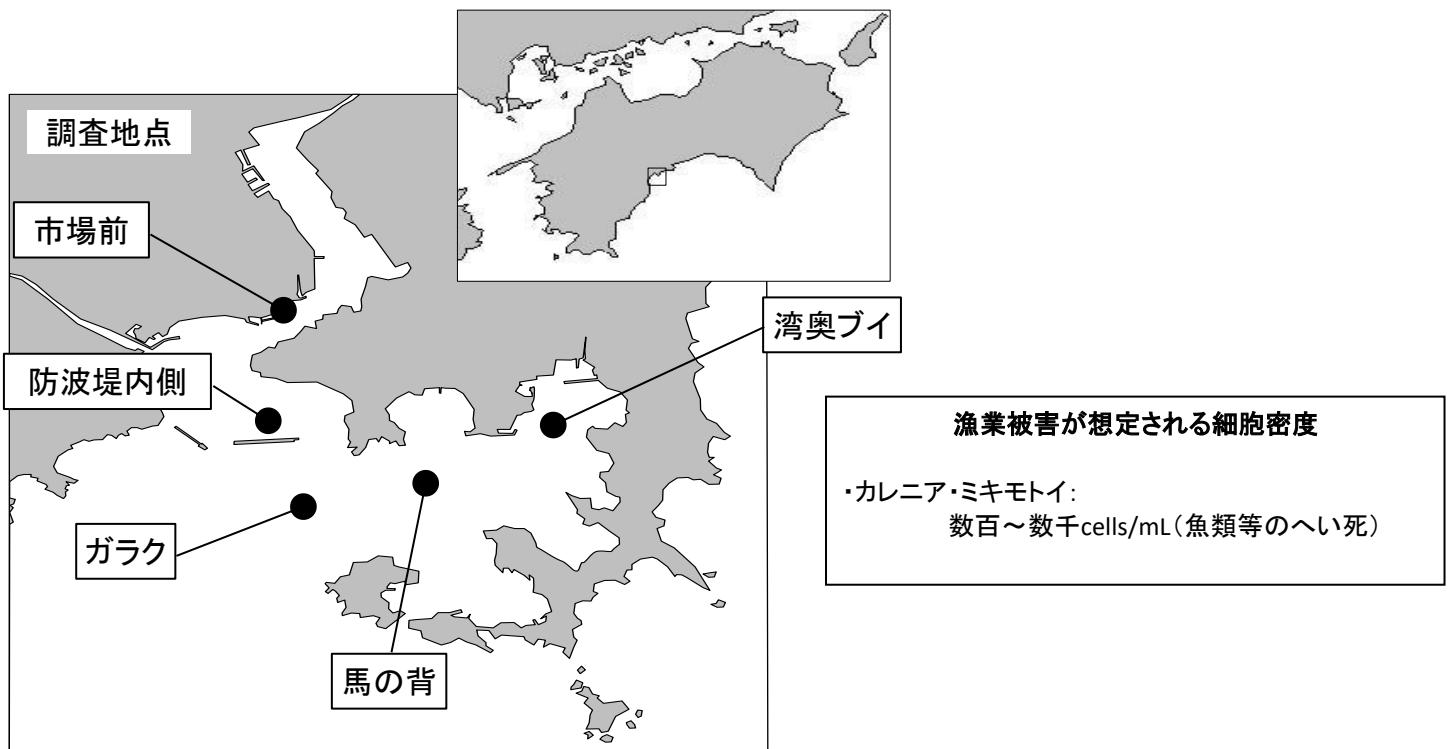 調査地点
市場前
湾奥ブイ
防波堤内側
ガラク
馬の背
漁業被害が想定される細胞密度
・カレニア・ミキモトイ:
数百~数千cells/mL(魚類等のへい死)